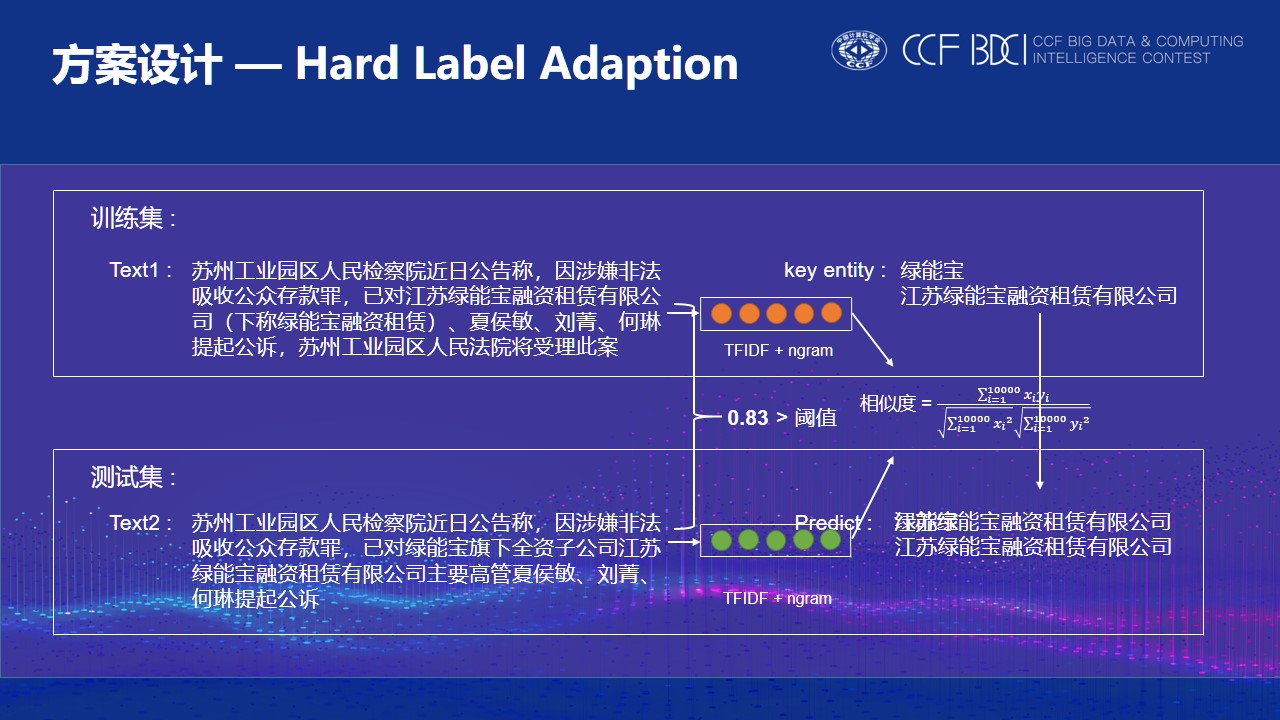 方案设计 — Hard Label Adaption
中国计算机学会
CCF
CCF BDCI
CCF BIG DATA & COMPUTING
INTELLIGENCE CONTEST
训练集：
Text1： 苏州工业园区人民检察院近日公告称，因涉嫌非法
吸收公众存款罪，已对江苏绿能宝融资租赁有限公
司（下称绿能宝融资租赁）、夏侯敏、刘菁、何琳
提起公诉，苏州工业园区人民法院将受理此案
key entity： 绿能宝
江苏绿能宝融资租赁有限公司
TFIDF + ngram
0.83 > 阈值
相似度 = \frac{\sum_{i=1}^{10000} x_i y_i}{\sqrt{\sum_{i=1}^{10000} x_i^2} \sqrt{\sum_{i=1}^{10000} y_i^2}}
测试集：
Text2： 苏州工业园区人民检察院近日公告称，因涉嫌非法
吸收公众存款罪，已对绿能宝旗下全资子公司江苏
绿能宝融资租赁有限公司主要高管夏侯敏、刘菁、
何琳提起公诉
Predict： 能宝融资租赁有限公司
江苏绿能宝融资租赁有限公司
TFIDF + ngram